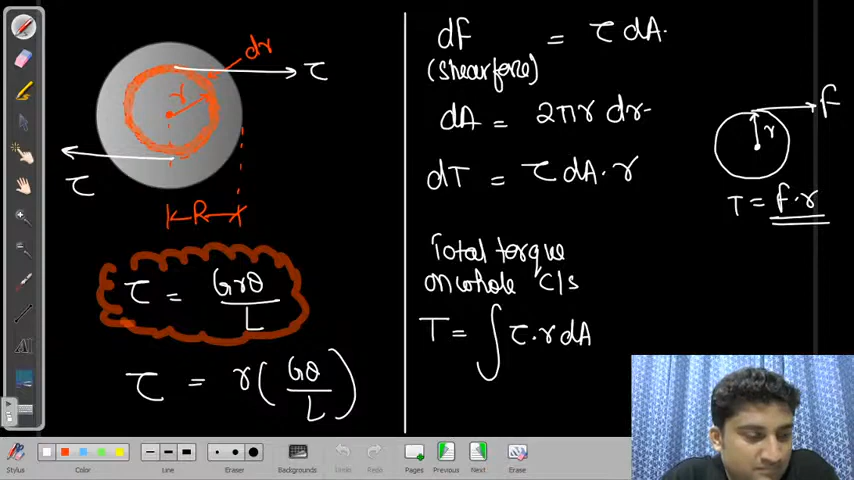 dr
r
τ
τ
R
τ = Grθ / L
τ = r ( Gθ / L )
dF = τ dA.
(Shear force)
dA = 2πr dr
dT = τ dA · r
F
r
T = F · r
Total torque
on whole C/S
T = ∫ τ · r dA
Stylus
Color
Line
Eraser
Backgrounds
Undo
Redo
Pages
Previous
Next
Erase